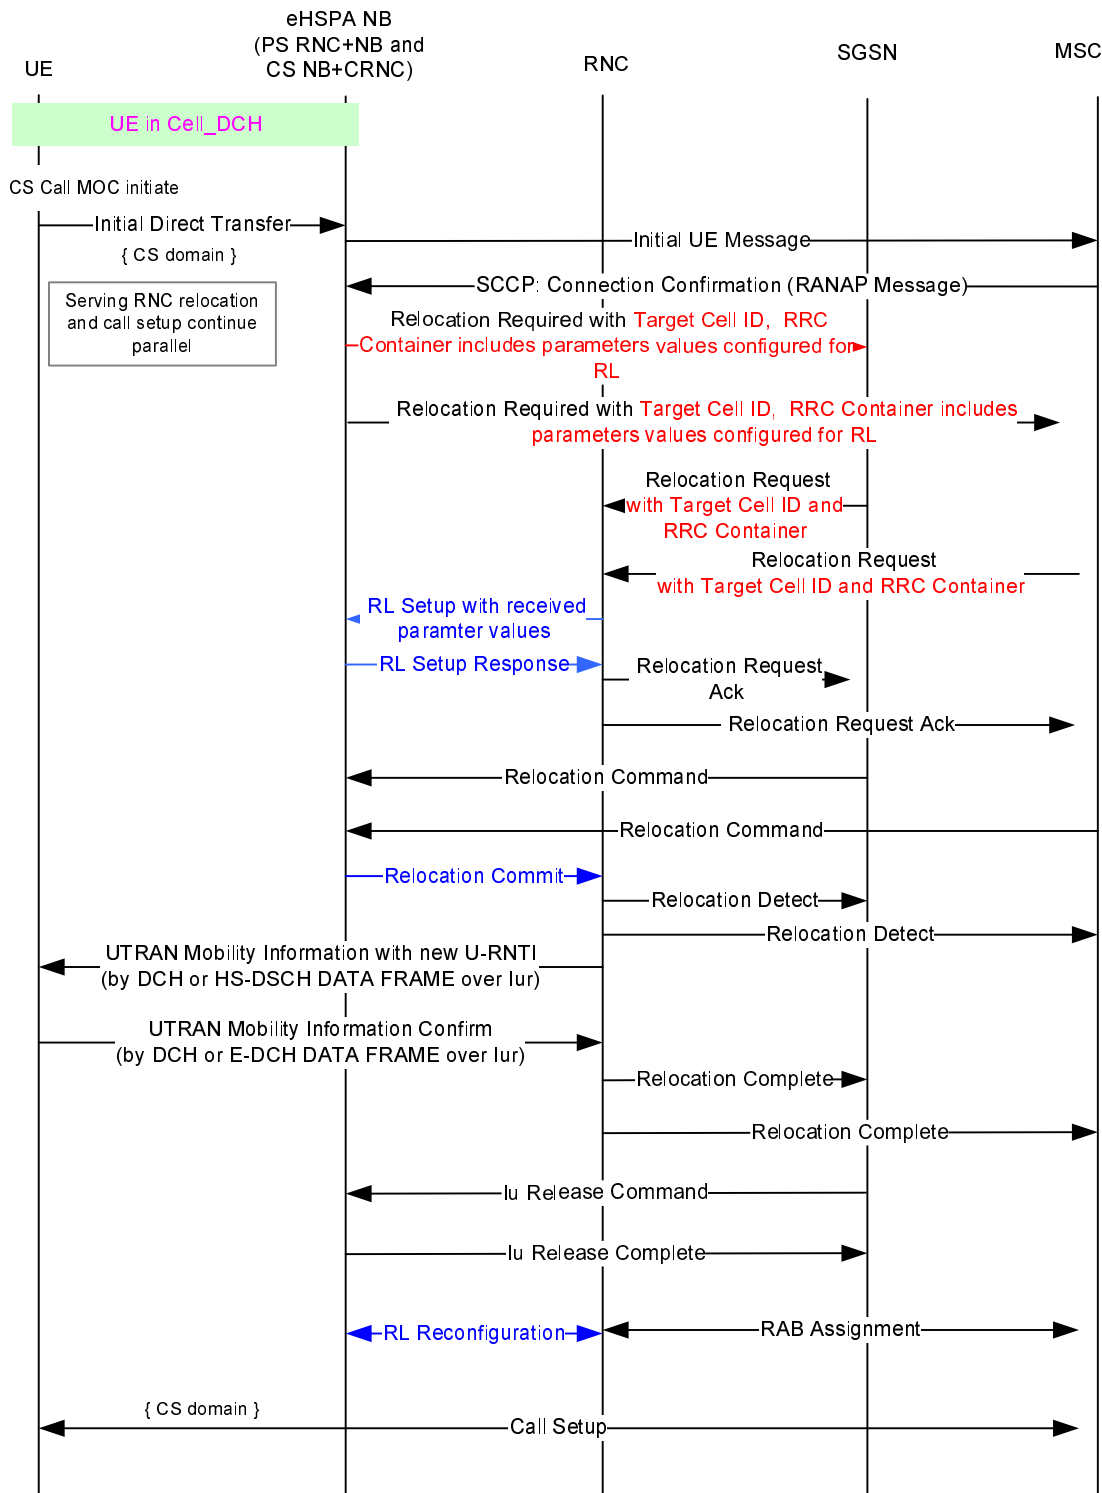 eHSPA NB
(PS RNC+NB and
CS NB+CRNC)
UE
RNC
SGSN
MSC
UE in Cell_DCH
CS Call MOC initiate
Initial Direct Transfer
{ CS domain }
Initial UE Message
SCCP: Connection Confirmation (RANAP Message)
Serving RNC relocation
and call setup continue
parallel
Relocation Required with Target Cell ID, RRC
Container includes parameters values configured for
RL
Relocation Required with Target Cell ID, RRC Container includes
parameters values configured for RL
Relocation Request
with Target Cell ID and
RRC Container
Relocation Request
with Target Cell ID and RRC Container
RL Setup with received
paramter values
RL Setup Response
Relocation Request
Ack
Relocation Request Ack
Relocation Command
Relocation Command
Relocation Commit
Relocation Detect
Relocation Detect
UTRAN Mobility Information with new U-RNTI
(by DCH or HS-DSCH DATA FRAME over Iur)
UTRAN Mobility Information Confirm
(by DCH or E-DCH DATA FRAME over Iur)
Relocation Complete
Relocation Complete
Iu Release Command
Iu Release Complete
RL Reconfiguration
RAB Assignment
{ CS domain }
Call Setup